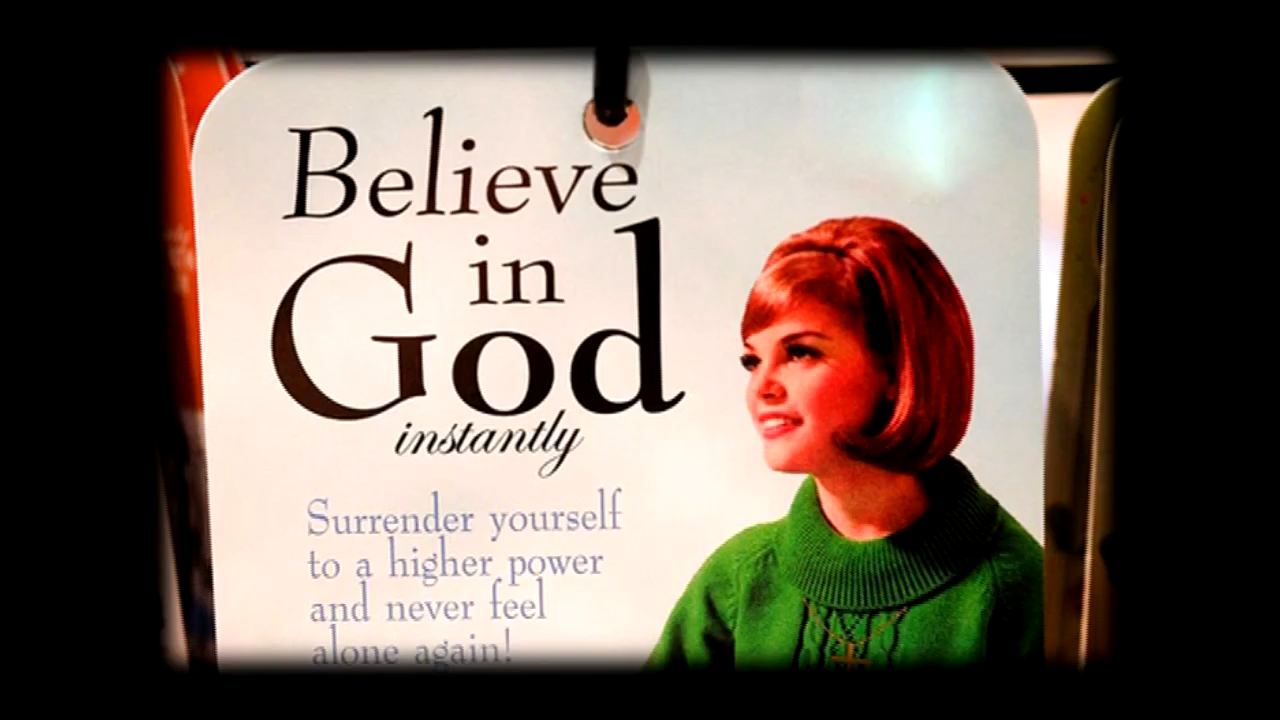 Believe
in
God
instantly
Surrender yourself
to a higher power
and never feel
alone again!